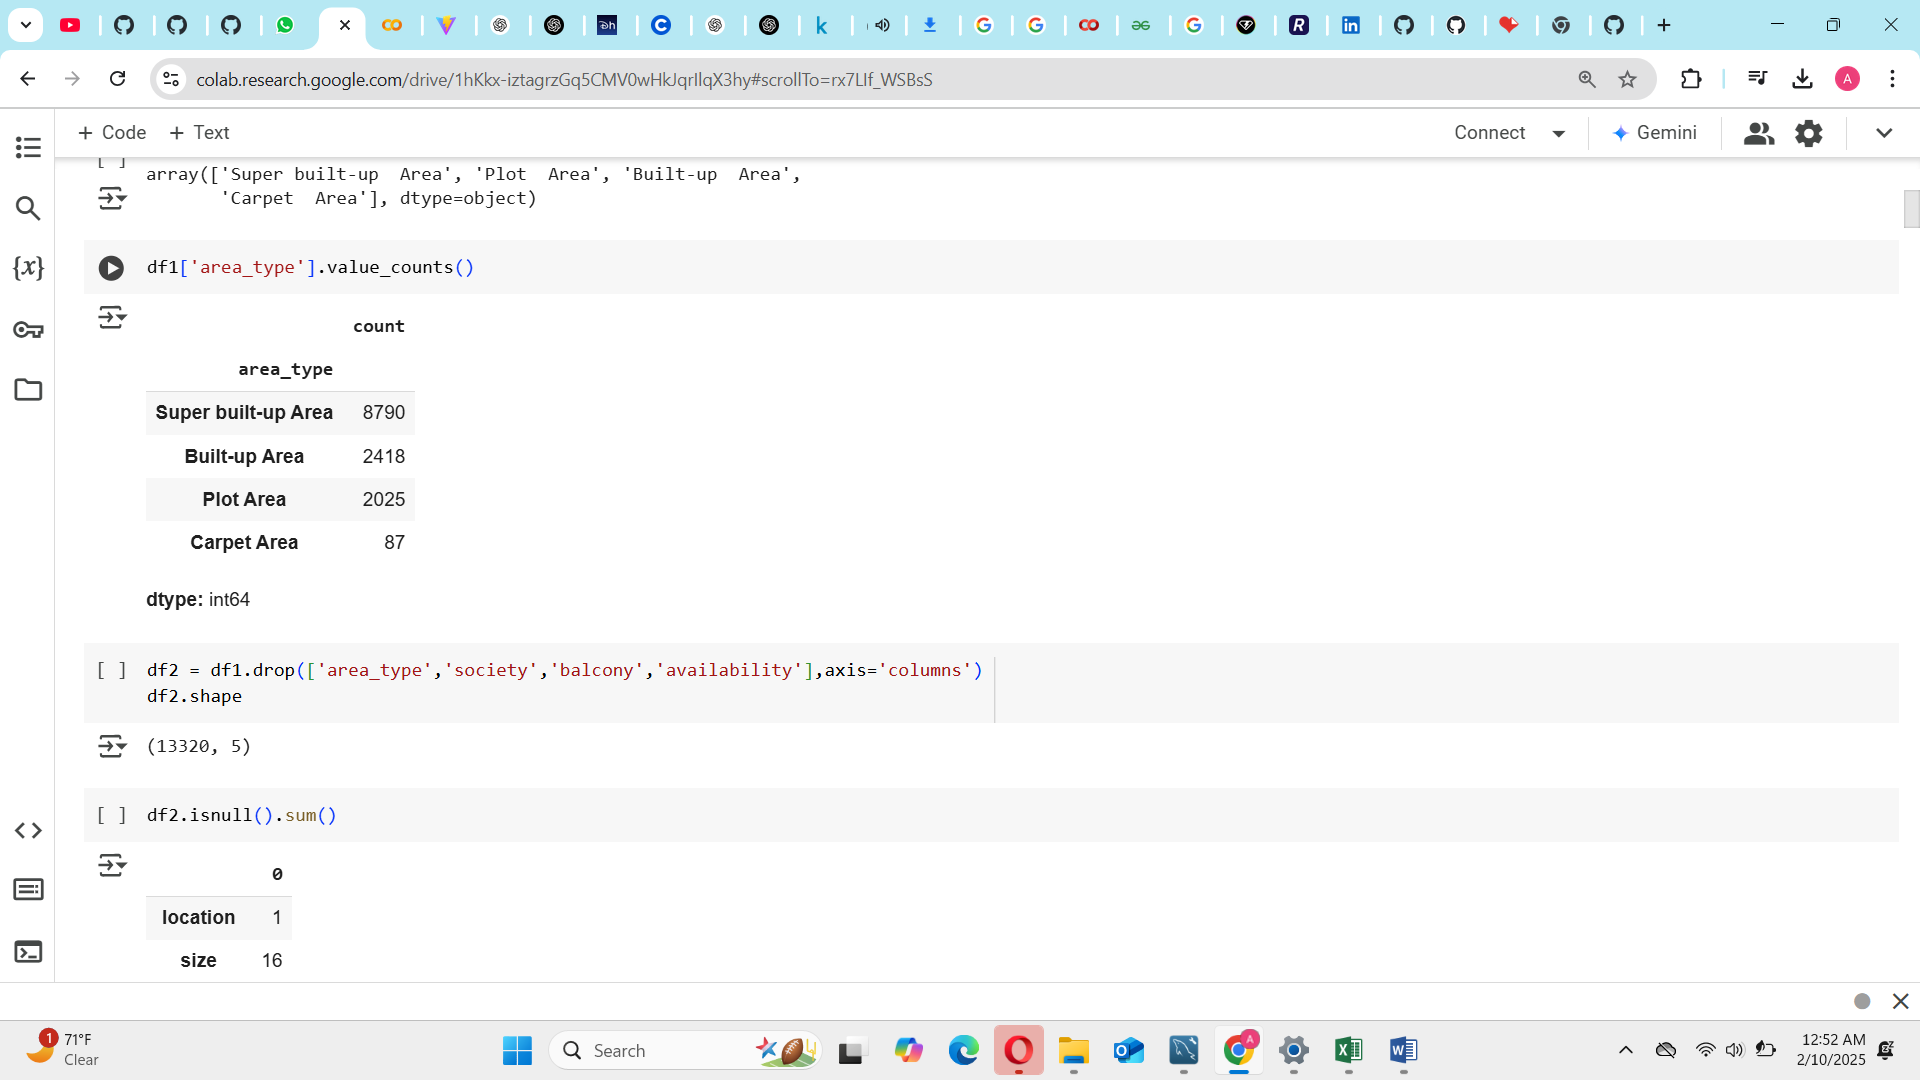 colab.research.google.com/drive/1hKkx-iztagrzGq5CMV0wHkJqrIlqX3hy#scrollTo=rx7LIf_WSBsS
A
+ Code + Text
Connect
Gemini
[ ]
array(['Super built-up  Area', 'Plot  Area', 'Built-up  Area',
'Carpet  Area'], dtype=object)
{x}
df1['area_type'].value_counts()
count
area_type
Super built-up Area 8790
Built-up Area 2418
Plot Area 2025
Carpet Area 87
dtype: int64
[ ] df2 = df1.drop(['area_type','society','balcony','availability'],axis='columns')
df2.shape
(13320, 5)
[ ] df2.isnull().sum()
0
location 1
size 16
1
71°F
Clear
Search
A
12:52 AM
2/10/2025